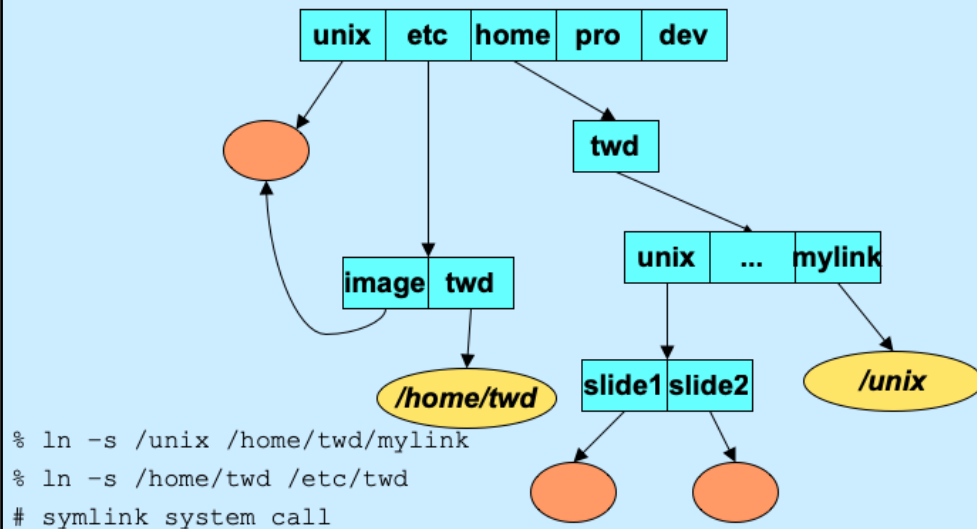 unix etc home pro dev
twd
unix ... mylink
image twd
slide1 slide2
/unix
/home/twd
% ln -s /unix /home/twd/mylink
% ln -s /home/twd /etc/twd
# symlink system call